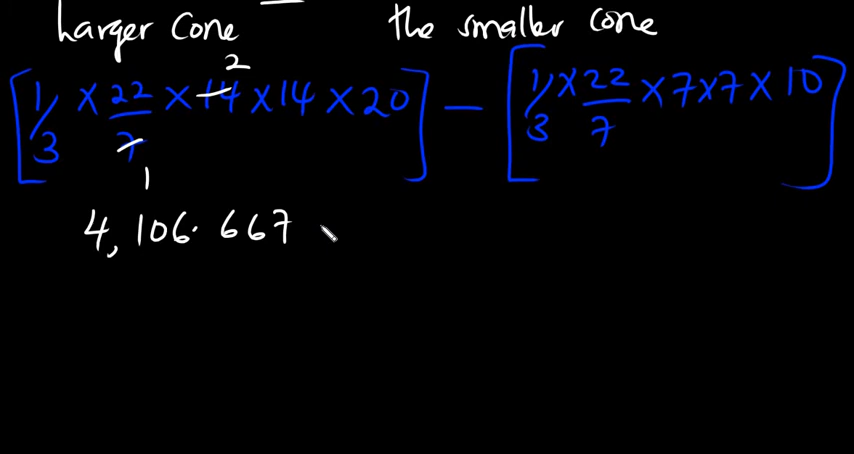 Larger Cone — the smaller cone
[1/3 × 22/7 × 14 × 14 × 20] — [1/3 × 22/7 × 7 × 7 × 10]
2
1
4,106.667